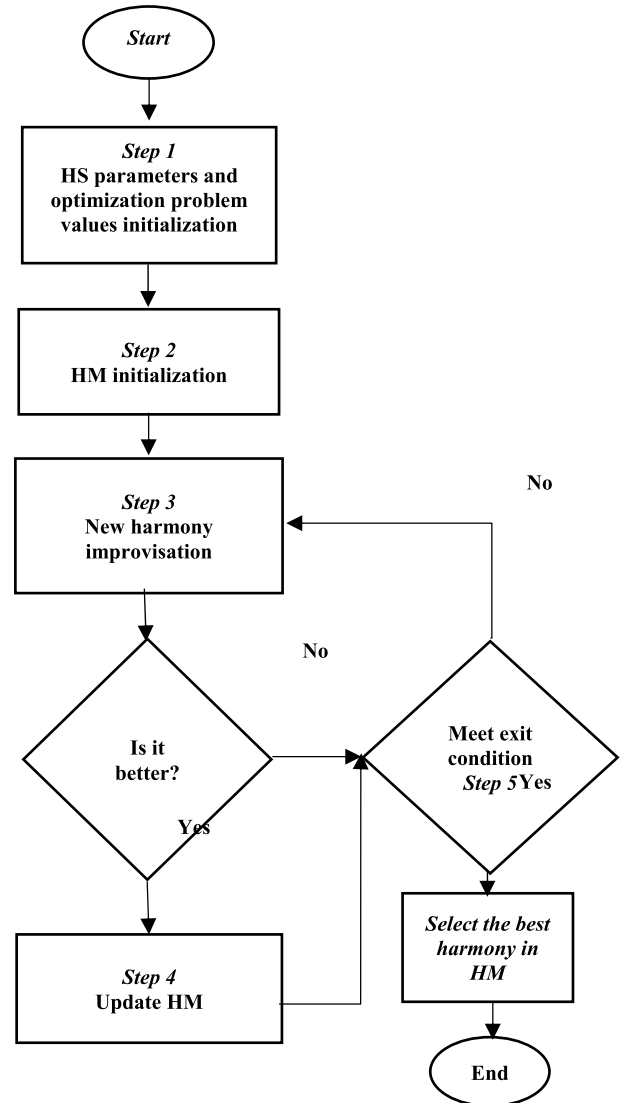 Start
Step 1
HS parameters and
optimization problem
values initialization
Step 2
HM initialization
Step 3
New harmony
improvisation
No
No
Is it
better?
Yes
Meet exit
condition
Step 5Yes
Step 4
Update HM
Select the best
harmony in
HM
End